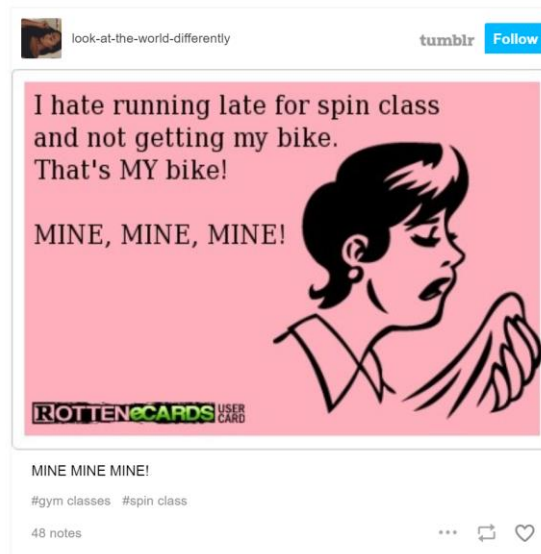 look-at-the-world-differently
tumblr
Follow
I hate running late for spin class
and not getting my bike.
That's MY bike!
MINE, MINE, MINE!
ROTTENeCARDS USER
CARD
MINE MINE MINE!
#gym classes #spin class
48 notes